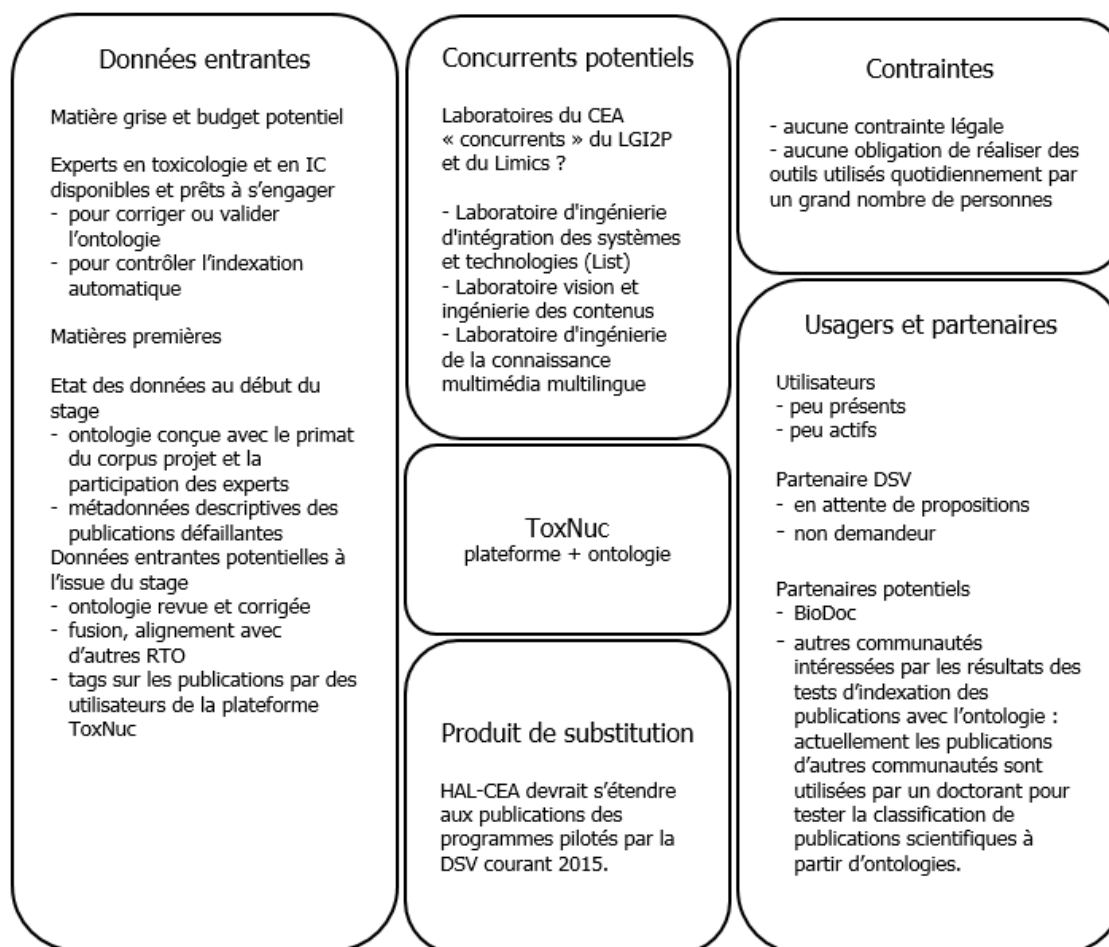 Données entrantes
Matière grise et budget potentiel
Experts en toxicologie et en IC
disponibles et prêts à s’engager
- pour corriger ou valider
l’ontologie
- pour contrôler l’indexation
automatique
Matières premières
Etat des données au début du
stage
- ontologie conçue avec le primat
du corpus projet et la
participation des experts
- métadonnées descriptives des
publications défaillantes
Données entrantes potentielles à
l’issue du stage
- ontologie revue et corrigée
- fusion, alignement avec
d’autres RTO
- tags sur les publications par des
utilisateurs de la plateforme
ToxNuc
Concurrents potentiels
Laboratoires du CEA
« concurrents » du LGI2P
et du Limics ?
- Laboratoire d'ingénierie
d'intégration des systèmes
et technologies (List)
- Laboratoire vision et
ingénierie des contenus
- Laboratoire d'ingénierie
de la connaissance
multimédia multilingue
ToxNuc
plateforme + ontologie
Produit de substitution
HAL-CEA devrait s’étendre
aux publications des
programmes pilotés par la
DSV courant 2015.
Contraintes
- aucune contrainte légale
- aucune obligation de réaliser des
outils utilisés quotidiennement par
un grand nombre de personnes
Usagers et partenaires
Utilisateurs
- peu présents
- peu actifs
Partenaire DSV
- en attente de propositions
- non demandeur
Partenaires potentiels
- BioDoc
- autres communautés
intéressées par les résultats des
tests d’indexation des
publications avec l’ontologie :
actuellement les publications
d’autres communautés sont
utilisées par un doctorant pour
tester la classification de
publications scientifiques à
partir d’ontologies.